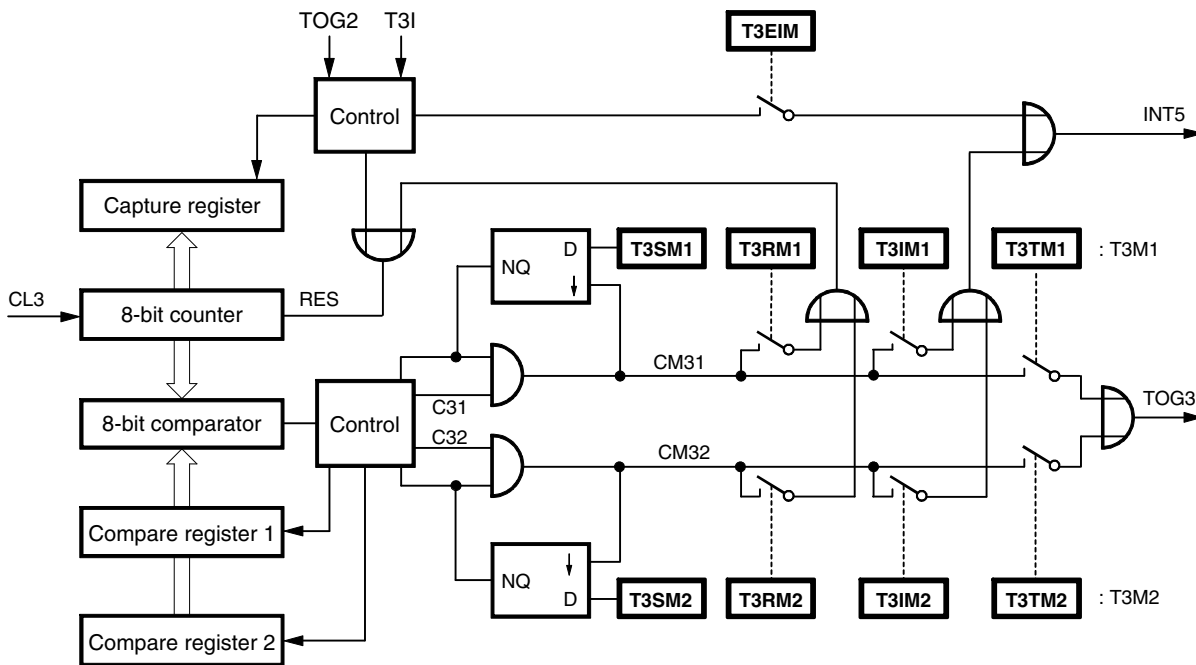 TOG2 T3I
T3EIM
Control
INT5
Capture register
D T3SM1 T3RM1 T3IM1 T3TM1 : T3M1
NQ
CL3 8-bit counter RES
CM31
C31
8-bit comparator Control
TOG3
C32
CM32
Compare register 1
NQ
D T3SM2 T3RM2 T3IM2 T3TM2 : T3M2
Compare register 2